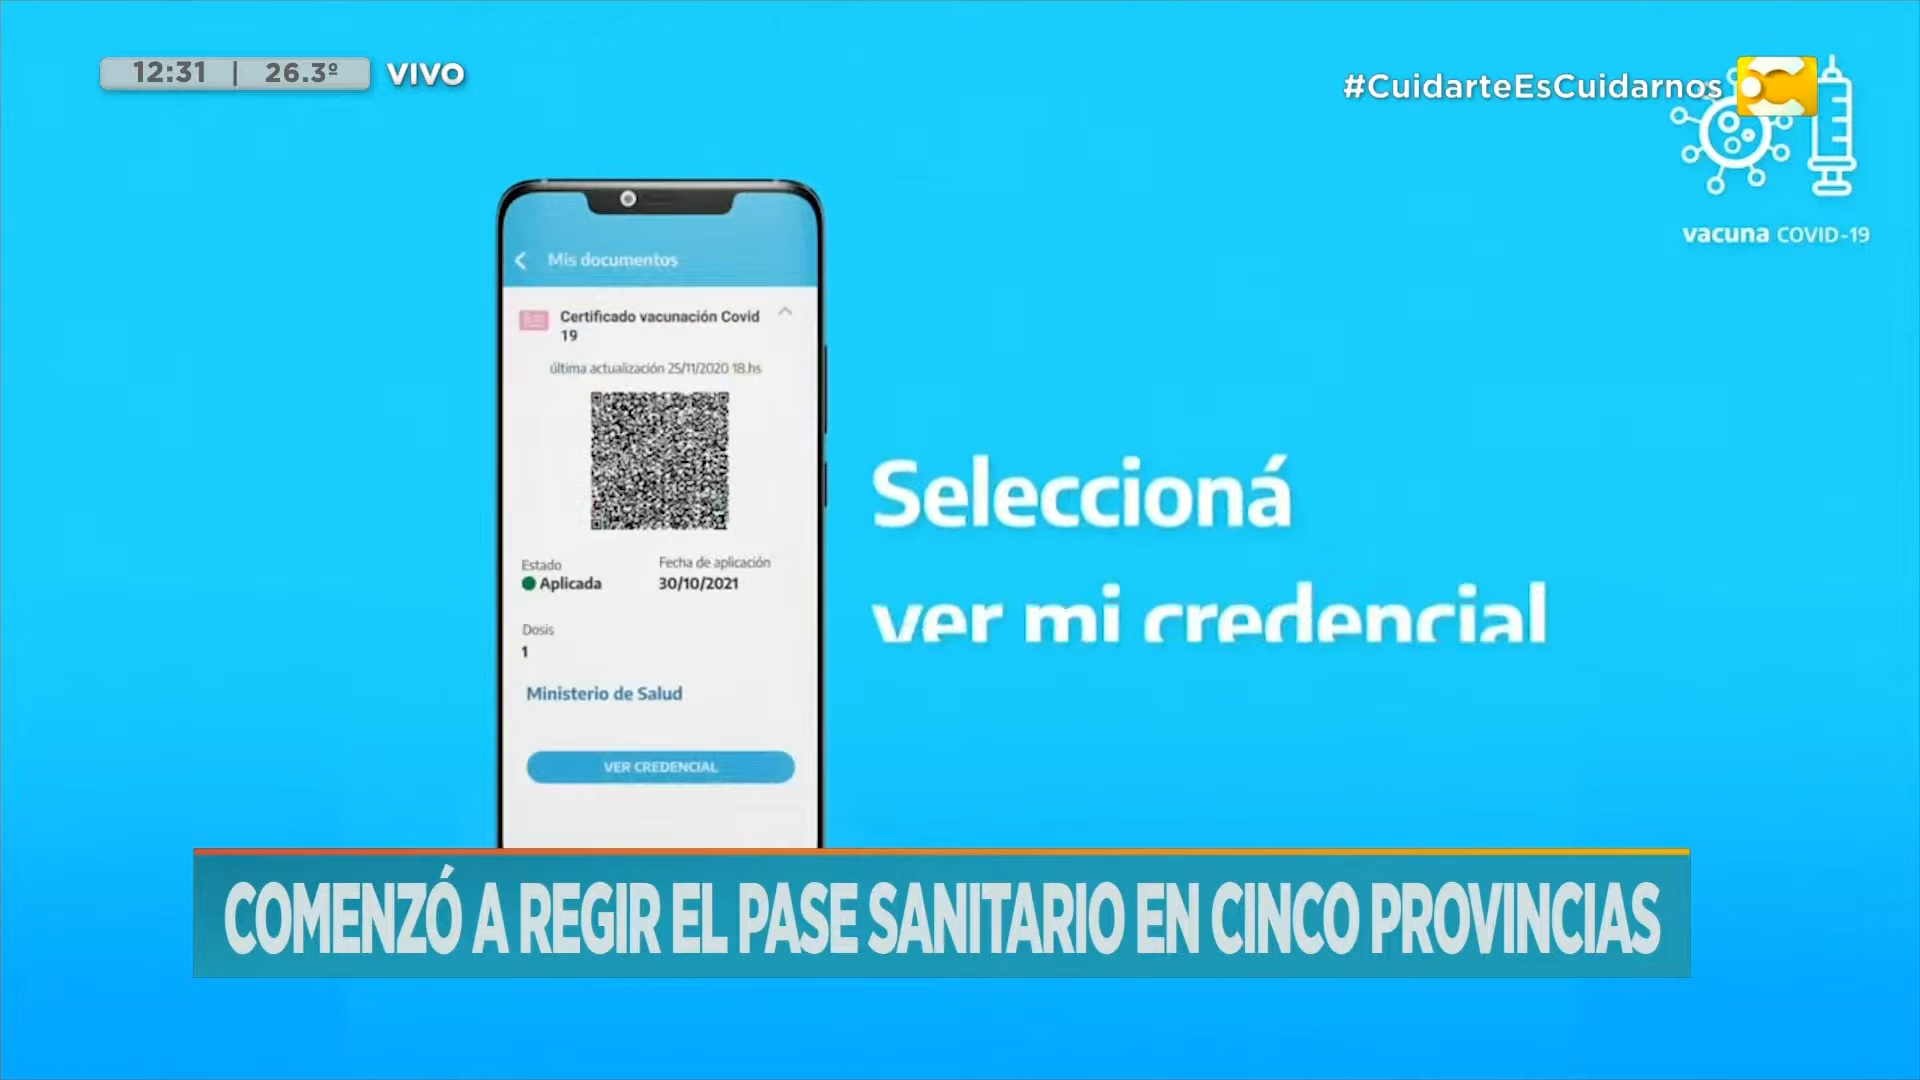 12:31 | 26.3º VIVO
#CuidarteEsCuidarnos
vacuna COVID-19
Mis documentos
Certificado vacunación Covid
19
última actualización 25/11/2020 18.hs
Estado
Aplicada
Fecha de aplicación
30/10/2021
Dosis
1
Ministerio de Salud
VER CREDENCIAL
Seleccioná
ver mi credencial
COMENZÓ A REGIR EL PASE SANITARIO EN CINCO PROVINCIAS